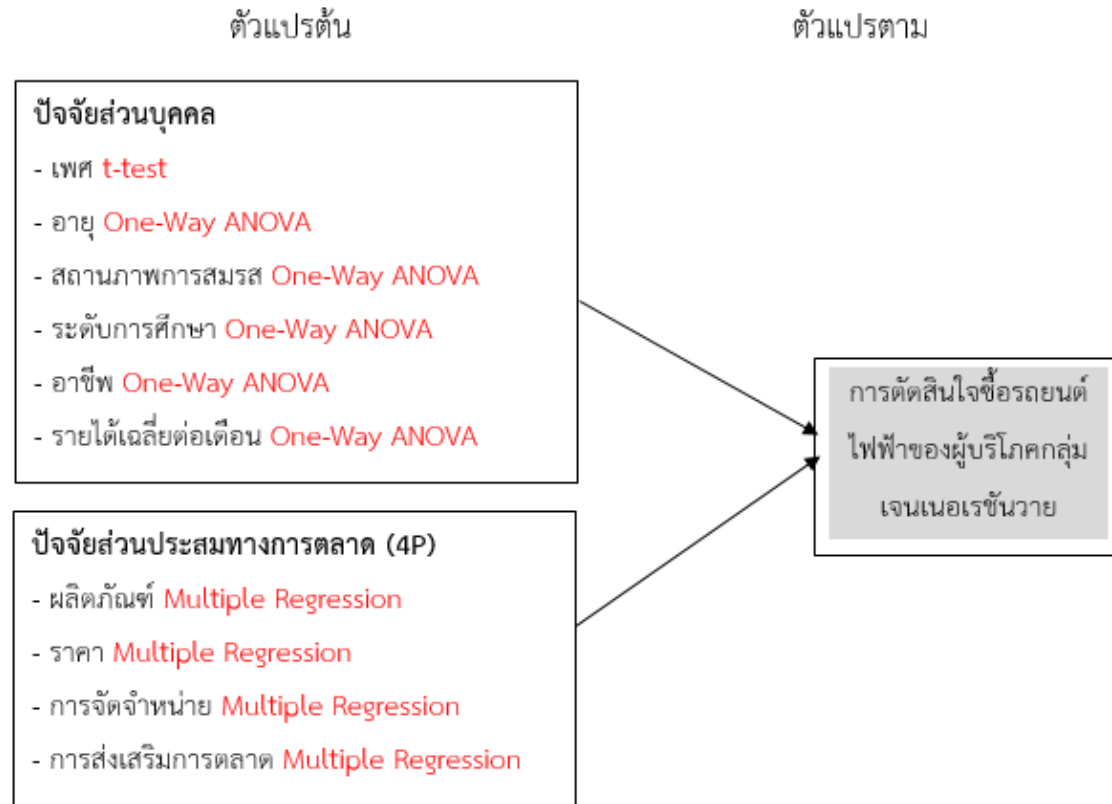 ตัวแปรต้น
ตัวแปรตาม
ปัจจัยส่วนบุคคล
- เพศ t-test
- อายุ One-Way ANOVA
- สถานภาพการสมรส One-Way ANOVA
- ระดับการศึกษา One-Way ANOVA
- อาชีพ One-Way ANOVA
- รายได้เฉลี่ยต่อเดือน One-Way ANOVA
ปัจจัยส่วนประสมทางการตลาด (4P)
- ผลิตภัณฑ์ Multiple Regression
- ราคา Multiple Regression
- การจัดจำหน่าย Multiple Regression
- การส่งเสริมการตลาด Multiple Regression
การตัดสินใจซื้อรถยนต์
ไฟฟ้าของผู้บริโภคกลุ่ม
เจนเนอเรชันวาย